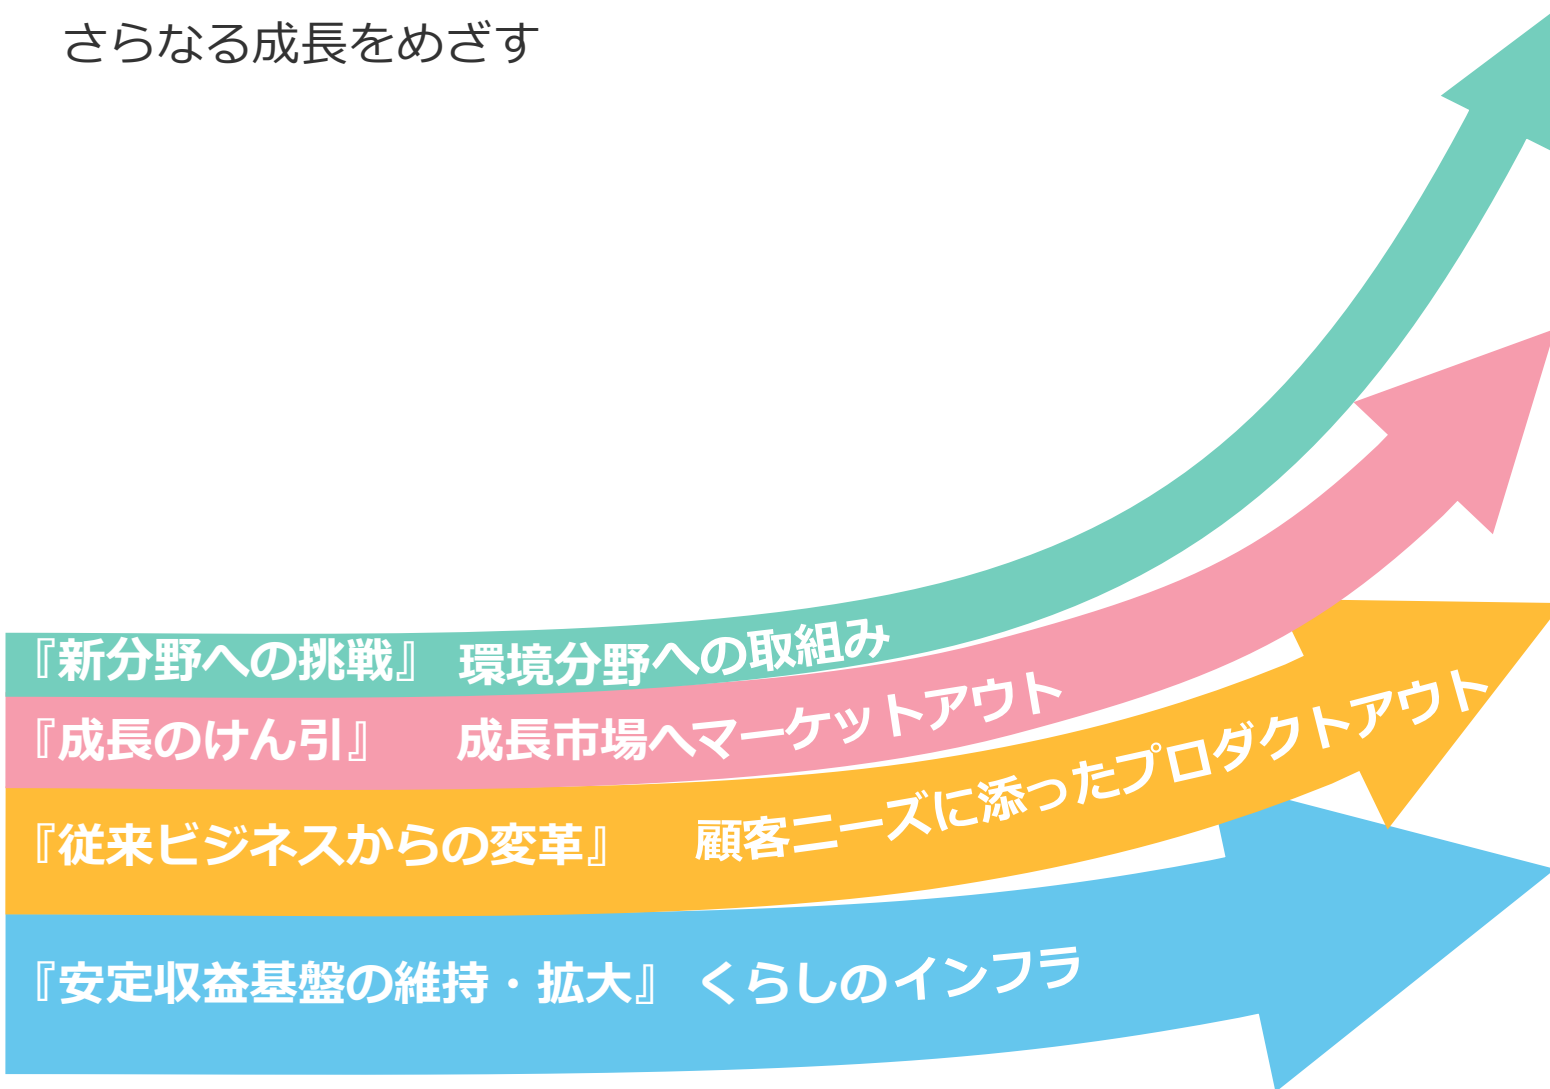 さらなる成長をめざす
『新分野への挑戦』 環境分野への取組み
『成長のけん引』 成長市場へマーケットアウト
『従来ビジネスからの変革』 顧客ニーズに添ったプロダクトアウト
『安定収益基盤の維持・拡大』 くらしのインフラ